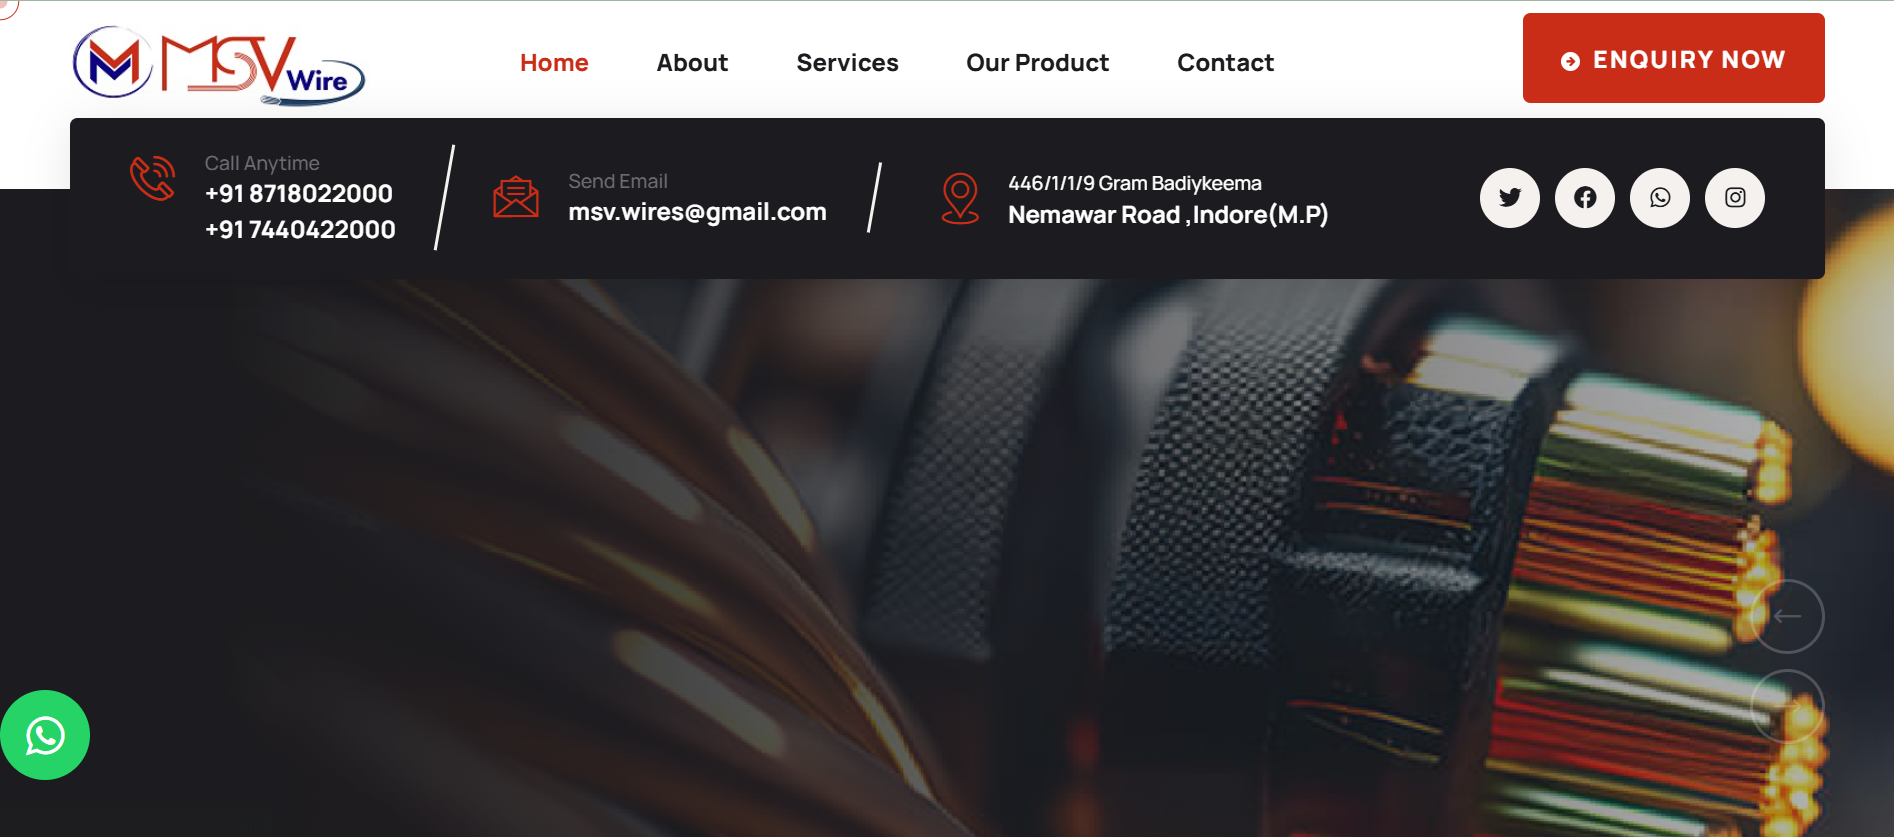 MSV Wire
Home
About
Services
Our Product
Contact
ENQUIRY NOW
Call Anytime
+91 8718022000
+91 7440422000
Send Email
msv.wires@gmail.com
446/1/1/9 Gram Badiykeema
Nemawar Road ,Indore(M.P)